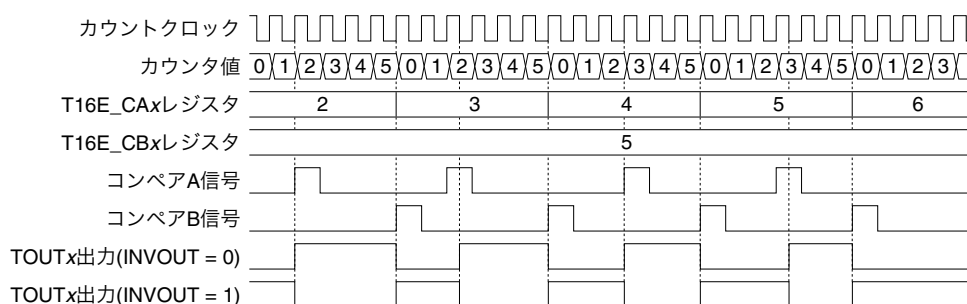 カウントクロック
カウンタ値 0 1 2 3 4 5 0 1 2 3 4 5 0 1 2 3 4 5 0 1 2 3 4 5 0 1 2 3
T16E_CAxレジスタ 2 3 4 5 6
T16E_CBxレジスタ 5
コンペアA信号
コンペアB信号
TOUTx出力(INVOUT = 0)
TOUTx出力(INVOUT = 1)